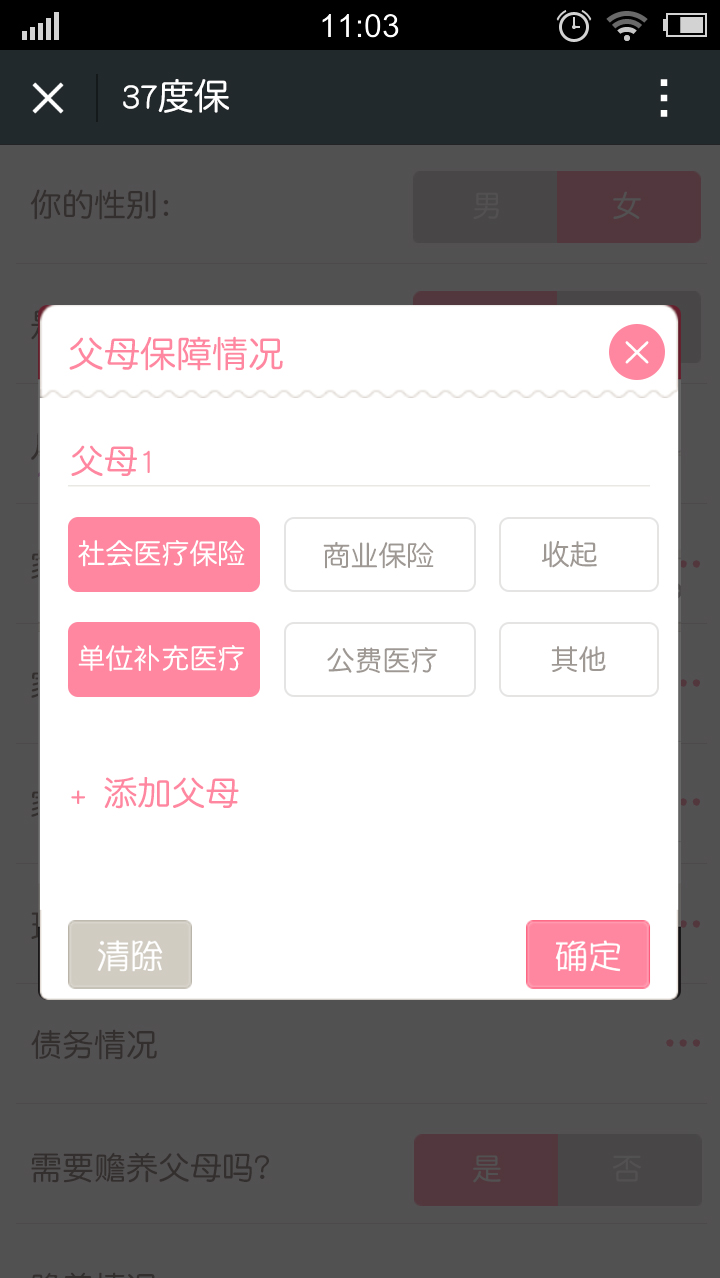 11:03
37度保
你的性别:
男 女
父母保障情况
父母1
社会医疗保险 商业保险 收起
单位补充医疗 公费医疗 其他
+ 添加父母
清除 确定
债务情况
需要赡养父母吗?
是 否